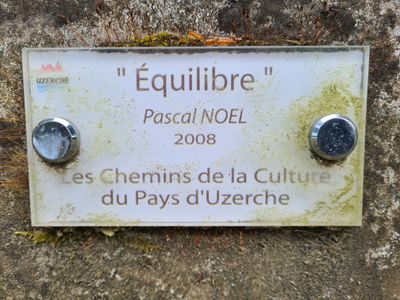 UZERCHE
" Équilibre "
Pascal NOEL
2008
Les Chemins de la Culture
du Pays d'Uzerche